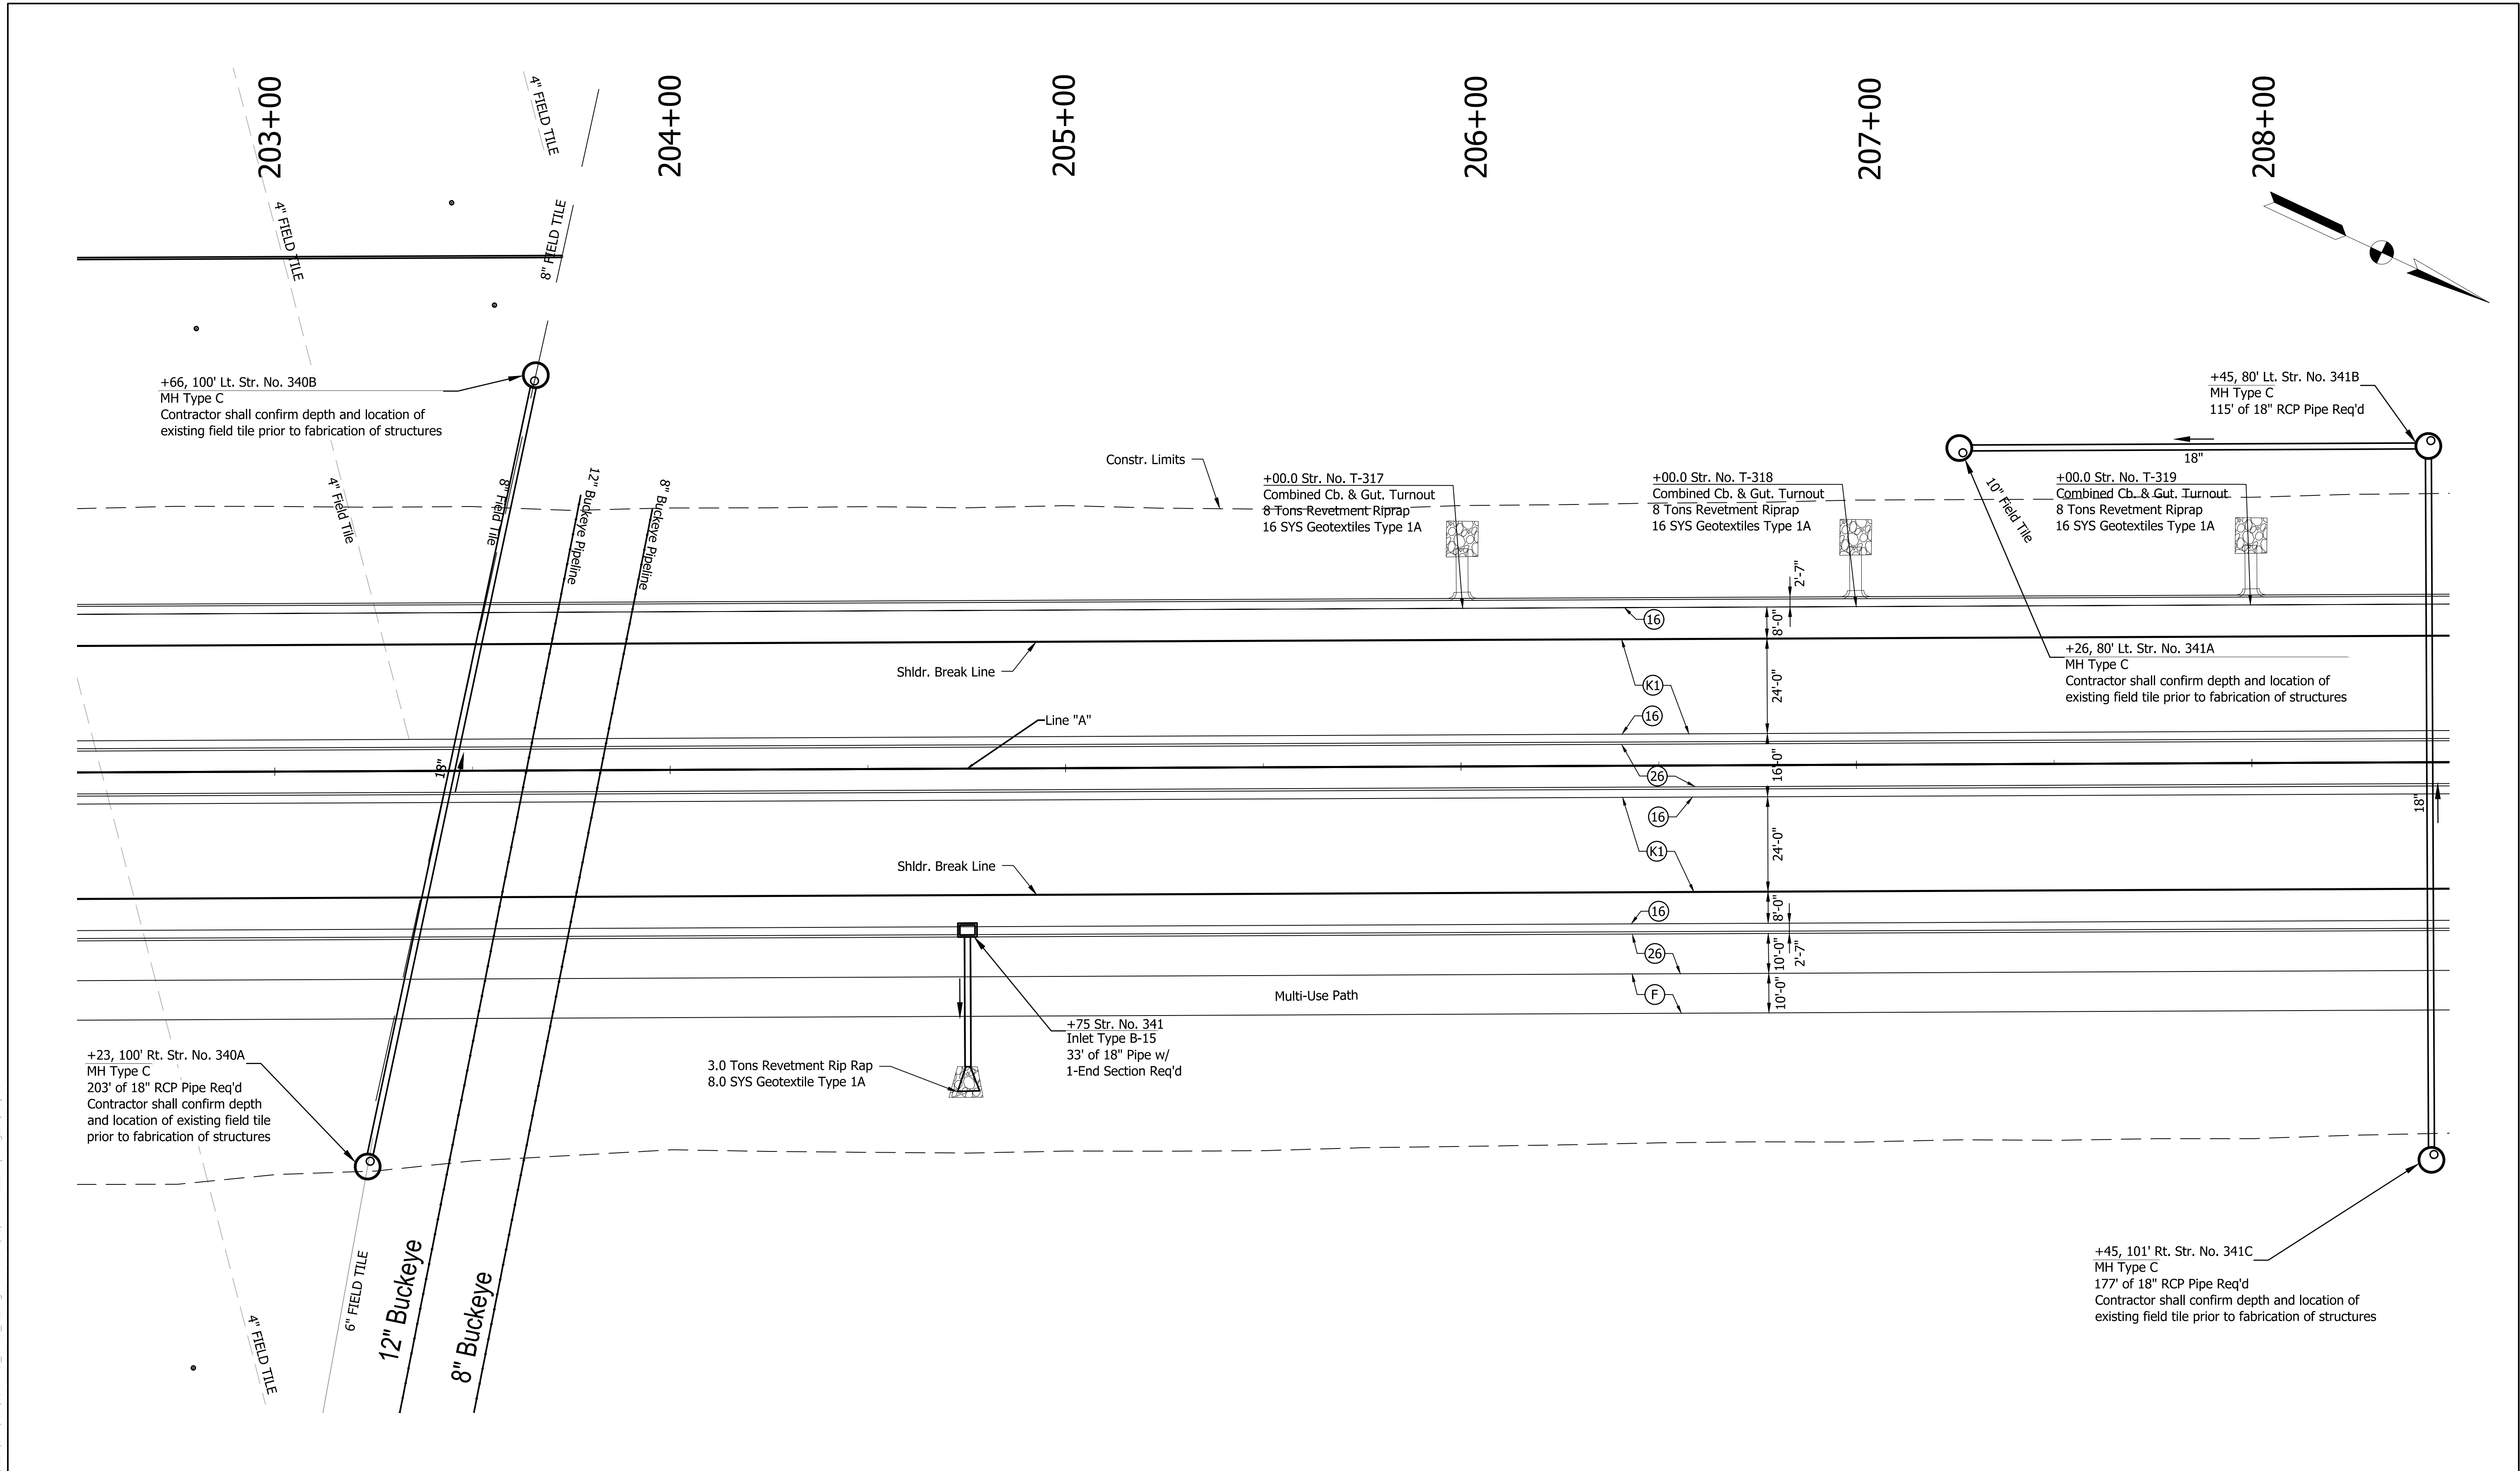 203+00
204+00
205+00
206+00
207+00
208+00
4" FIELD TILE
4" FIELD TILE
8" FIELD TILE
+66, 100' Lt. Str. No. 340B
MH Type C
Contractor shall confirm depth and location of
existing field tile prior to fabrication of structures
4" Field Tile
8" Field Tile
12" Buckeye Pipeline
8" Buckeye Pipeline
Constr. Limits
+00.0 Str. No. T-317
Combined Cb. & Gut. Turnout
8 Tons Revetment Riprap
16 SYS Geotextiles Type 1A
+00.0 Str. No. T-318
Combined Cb. & Gut. Turnout
8 Tons Revetment Riprap
16 SYS Geotextiles Type 1A
+00.0 Str. No. T-319
Combined Cb. & Gut. Turnout
8 Tons Revetment Riprap
16 SYS Geotextiles Type 1A
+45, 80' Lt. Str. No. 341B
MH Type C
115' of 18" RCP Pipe Req'd
18"
10" Field Tile
+26, 80' Lt. Str. No. 341A
MH Type C
Contractor shall confirm depth and location of
existing field tile prior to fabrication of structures
2'-7"
16
8'-0"
Shldr. Break Line
K1
24'-0"
16
Line "A"
18"
26
16'-0"
16
18"
K1
24'-0"
Shldr. Break Line
16
8'-0"
26
10'-0"
2'-7"
Multi-Use Path
F
10'-0"
+75 Str. No. 341
Inlet Type B-15
33' of 18" Pipe w/
1-End Section Req'd
3.0 Tons Revetment Rip Rap
8.0 SYS Geotextile Type 1A
+23, 100' Rt. Str. No. 340A
MH Type C
203' of 18" RCP Pipe Req'd
Contractor shall confirm depth
and location of existing field tile
prior to fabrication of structures
6" FIELD TILE
12" Buckeye
8" Buckeye
4" FIELD TILE
+45, 101' Rt. Str. No. 341C
MH Type C
177' of 18" RCP Pipe Req'd
Contractor shall confirm depth and location of
existing field tile prior to fabrication of structures